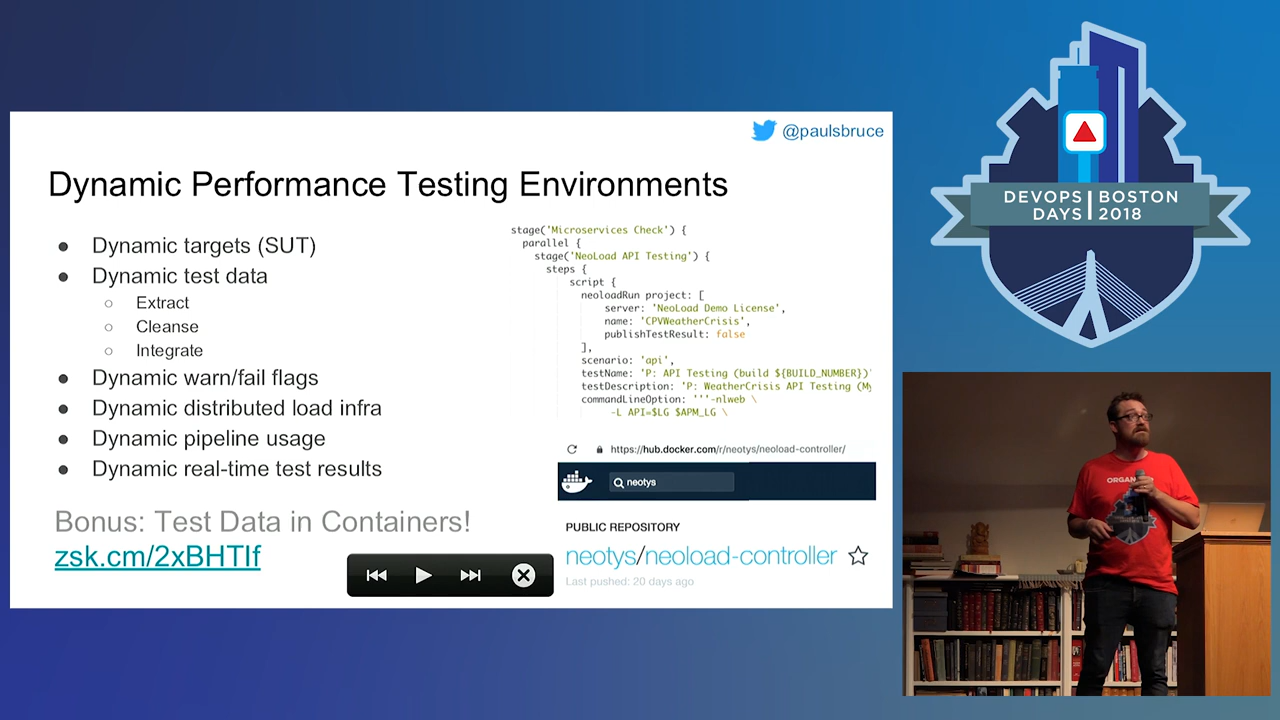 @paulsbruce
Dynamic Performance Testing Environments
● Dynamic targets (SUT)
● Dynamic test data
○ Extract
○ Cleanse
○ Integrate
● Dynamic warn/fail flags
● Dynamic distributed load infra
● Dynamic pipeline usage
● Dynamic real-time test results
Bonus: Test Data in Containers!
zsk.cm/2xBHTIf
stage('Microservices Check') {
parallel {
stage('NeoLoad API Testing') {
steps {
script {
neoloadRun project: [
server: 'NeoLoad Demo License',
name: 'CPVWeatherCrisis',
publishTestResult: false
],
scenario: 'api',
testName: 'P: API Testing (build ${BUILD_NUMBER})'
testDescription: 'P: WeatherCrisis API Testing (My
commandLineOption: '''-nlweb \
-L API=$LG $APM_LG \
https://hub.docker.com/r/neotys/neoload-controller/
neotys
PUBLIC REPOSITORY
neotys/neoload-controller
Last pushed: 20 days ago
DEVOPS DAYS
BOSTON 2018
ORGAN